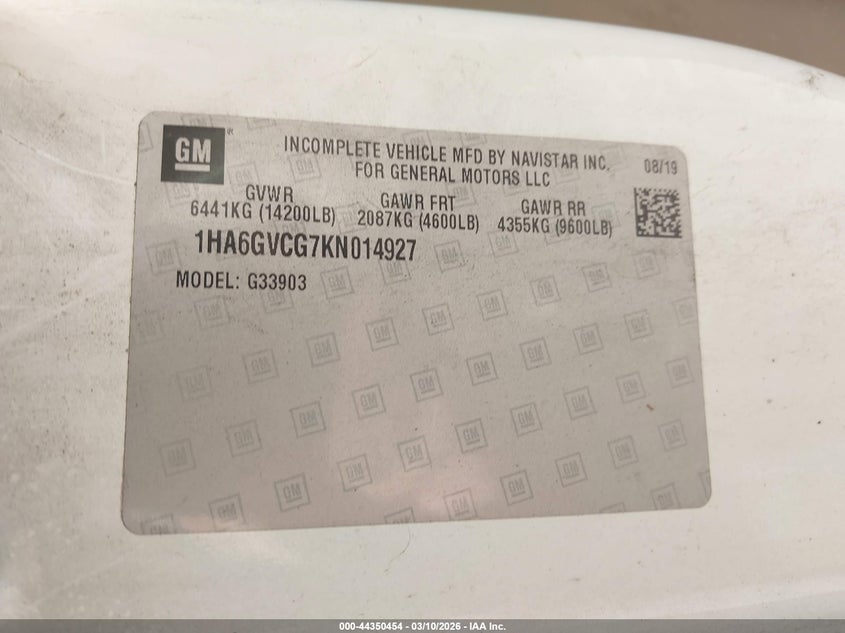 GM ®
INCOMPLETE VEHICLE MFD BY NAVISTAR INC.
FOR GENERAL MOTORS LLC
08/19
GVWR
6441KG (14200LB)
GAWR FRT
2087KG (4600LB)
GAWR RR
4355KG (9600LB)
1HA6GVCG7KN014927
MODEL: G33903
000-44350454 - 03/10/2026 - IAA Inc.